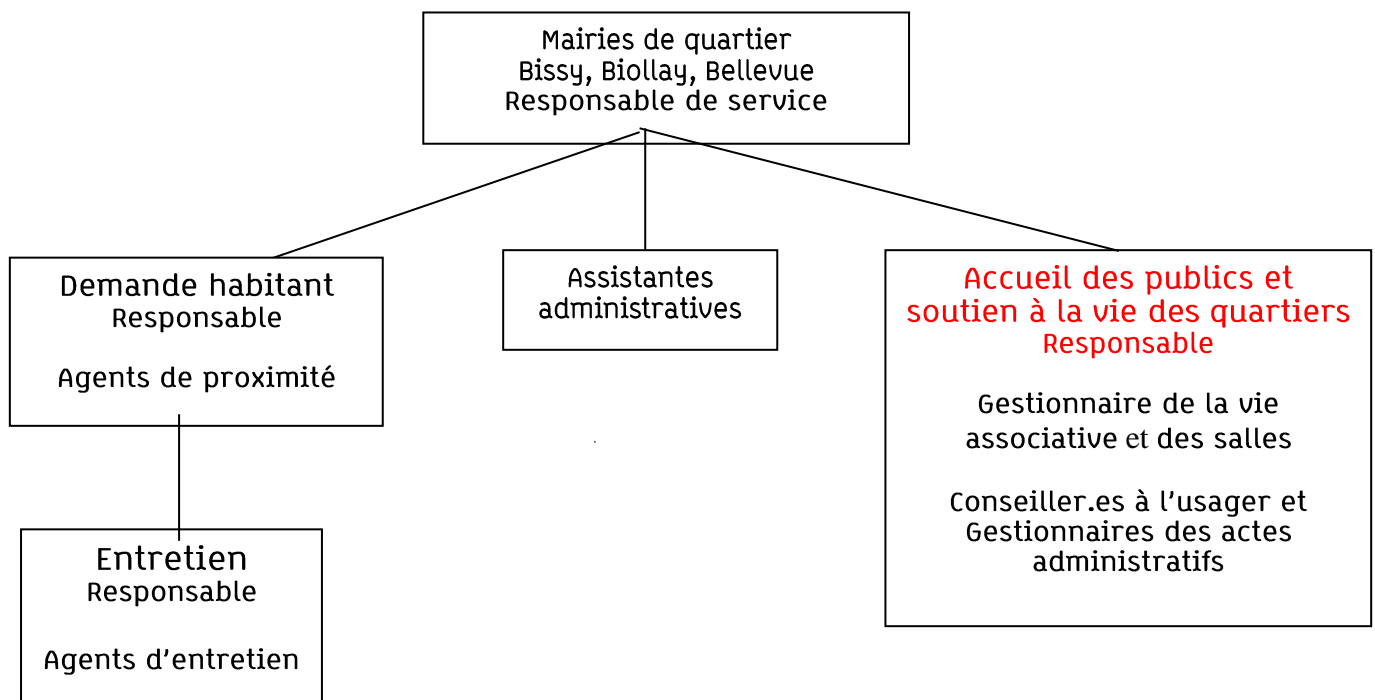 Mairies de quartier
Bissy, Biollay, Bellevue
Responsable de service
Demande habitant
Responsable
Agents de proximité
Assistantes
administratives
Accueil des publics et
soutien à la vie des quartiers
Responsable
Gestionnaire de la vie
associative et des salles
Conseiller.es à l'usager et
Gestionnaires des actes
administratifs
Entretien
Responsable
Agents d'entretien